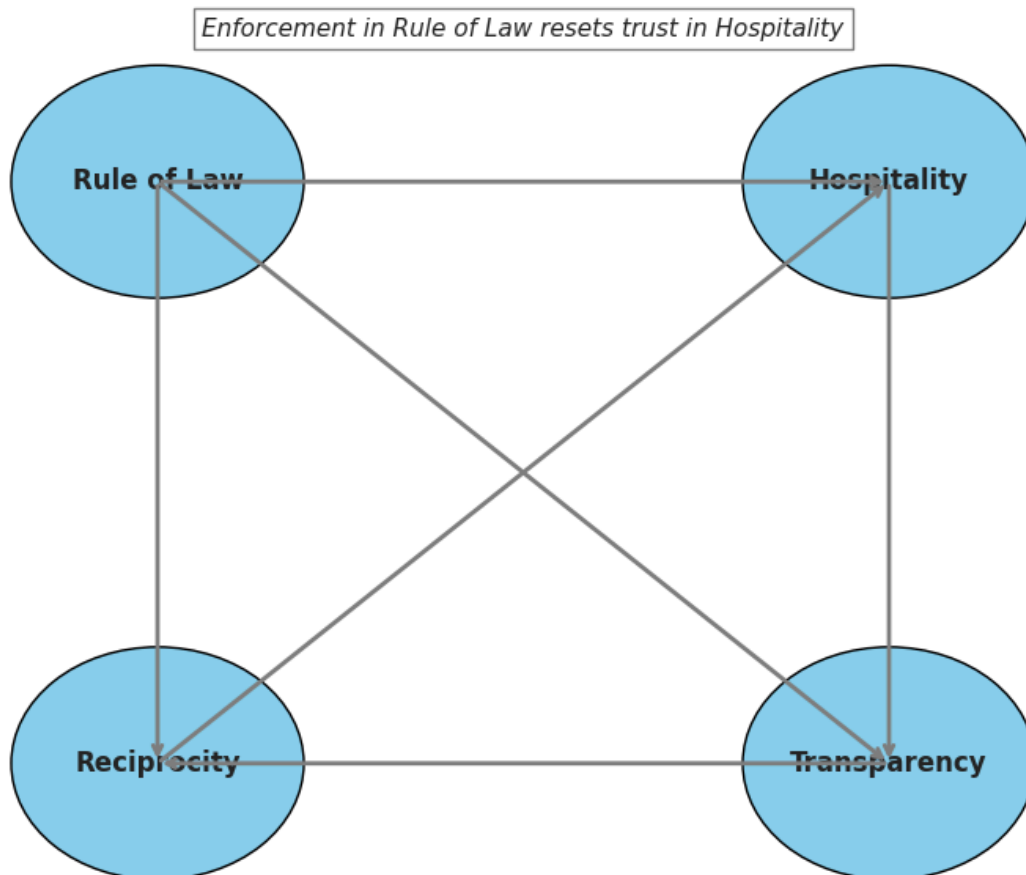 Enforcement in Rule of Law resets trust in Hospitality
Rule of Law
Hospitality
Reciprocity
Transparency